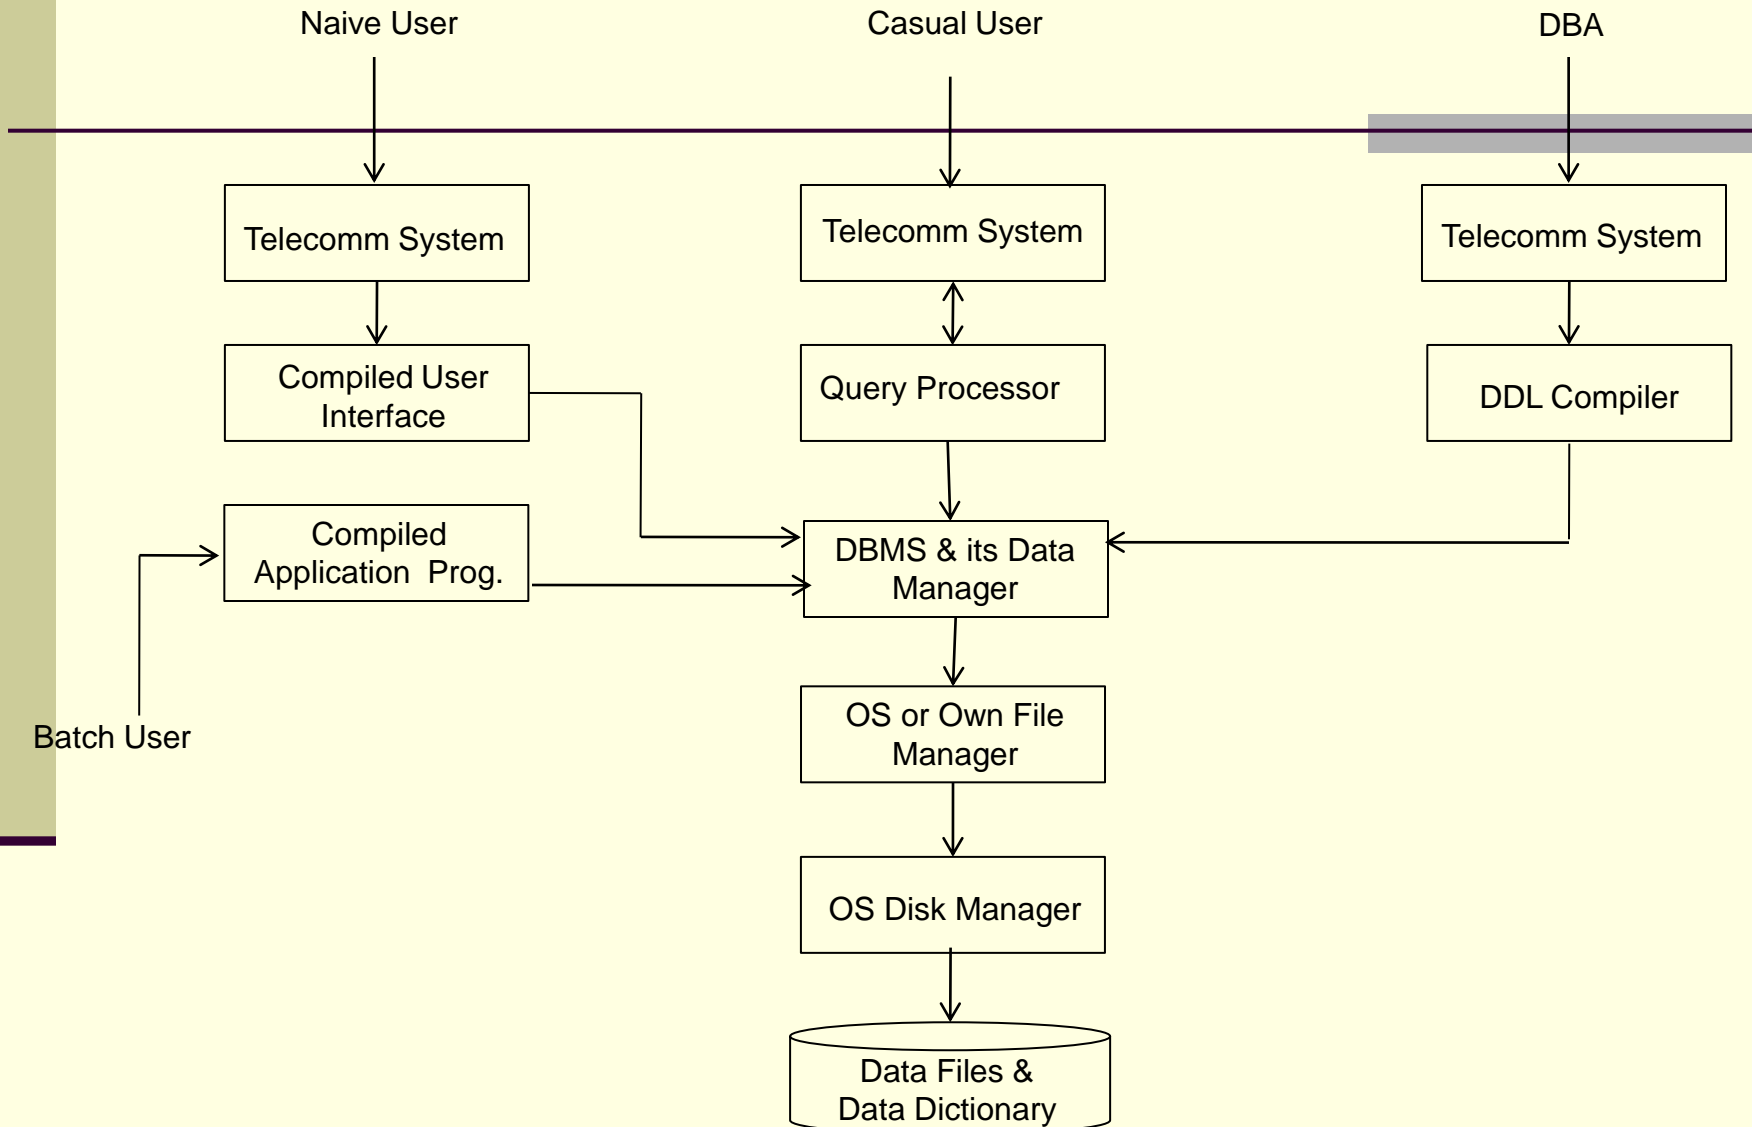 Naive User
Casual User
DBA
Telecomm System
Telecomm System
Telecomm System
Compiled User
Interface
Query Processor
DDL Compiler
Compiled
Application Prog.
DBMS & its Data
Manager
Batch User
OS or Own File
Manager
OS Disk Manager
Data Files &
Data Dictionary